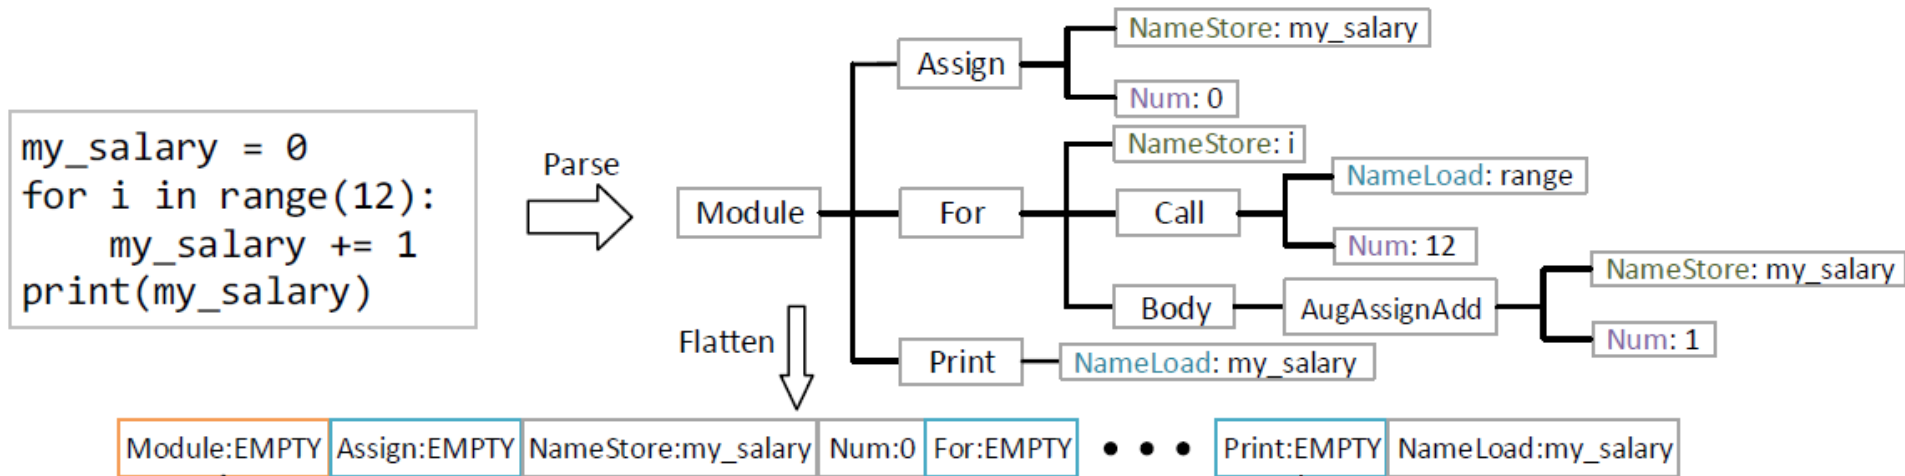 my_salary = 0
for i in range(12):
    my_salary += 1
print(my_salary)
Parse
Flatten
Module
Assign
NameStore: my_salary
Num: 0
For
NameStore: i
Call
NameLoad: range
Num: 12
Body
AugAssignAdd
NameStore: my_salary
Num: 1
Print
NameLoad: my_salary
Module:EMPTY Assign:EMPTY NameStore:my_salary Num:0 For:EMPTY • • • Print:EMPTY NameLoad:my_salary